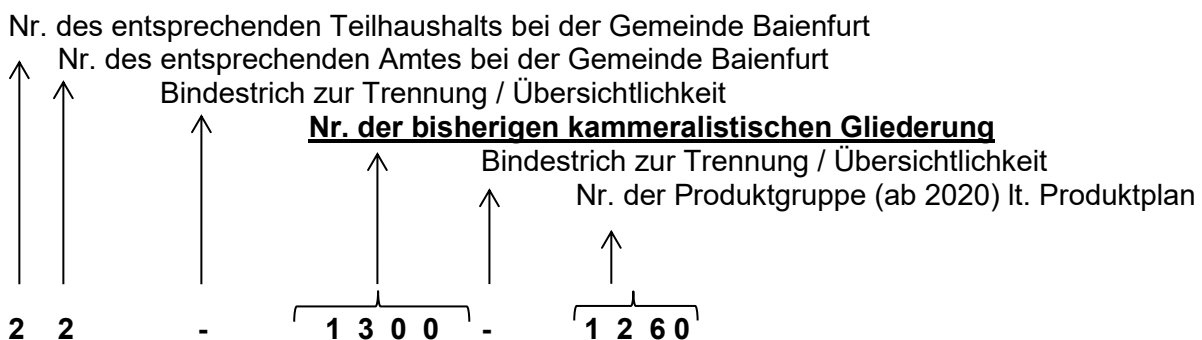 Nr. des entsprechenden Teilhaushalts bei der Gemeinde Baienfurt
Nr. des entsprechenden Amtes bei der Gemeinde Baienfurt
Bindestrich zur Trennung / Übersichtlichkeit
Nr. der bisherigen kammeralistischen Gliederung
Bindestrich zur Trennung / Übersichtlichkeit
Nr. der Produktgruppe (ab 2020) lt. Produktplan
2 2 - 1 3 0 0 - 1 2 6 0